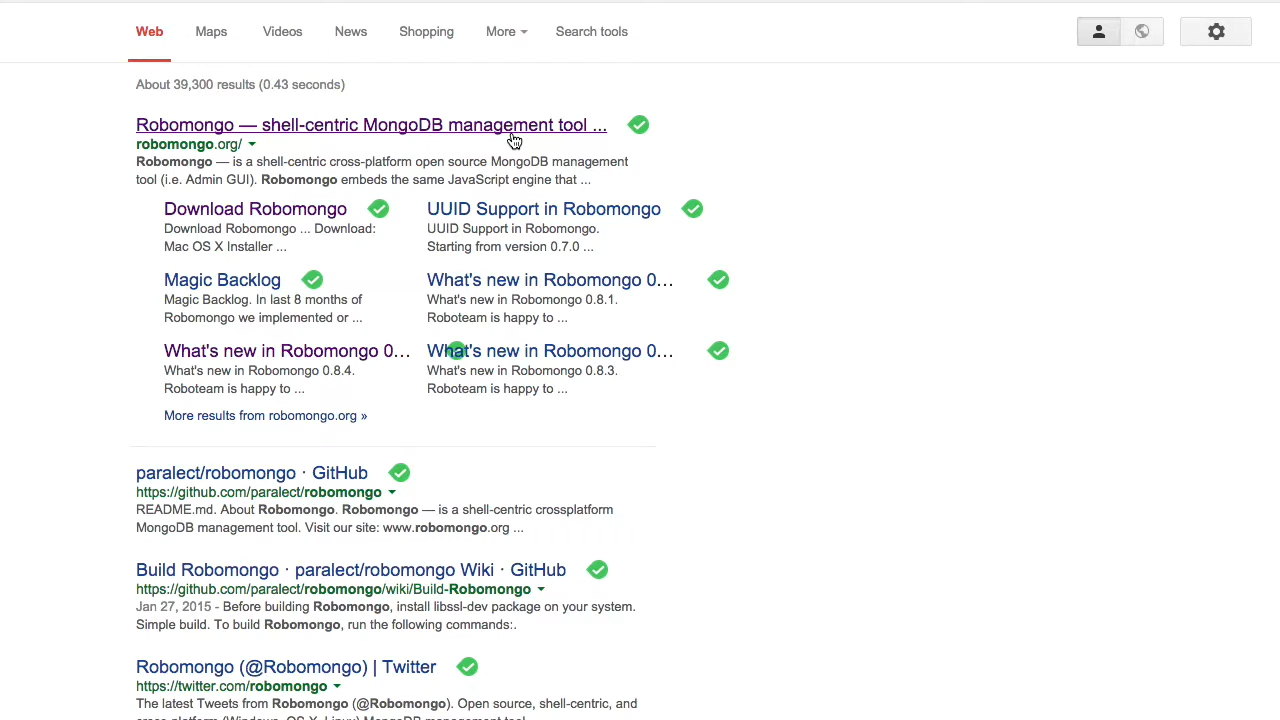 Web Maps Videos News Shopping More Search tools
About 39,300 results (0.43 seconds)
Robomongo — shell-centric MongoDB management tool ...
robomongo.org/
Robomongo — is a shell-centric cross-platform open source MongoDB management
tool (i.e. Admin GUI). Robomongo embeds the same JavaScript engine that ...
Download Robomongo
Download Robomongo ... Download:
Mac OS X Installer ...
UUID Support in Robomongo
UUID Support in Robomongo.
Starting from version 0.7.0 ...
Magic Backlog
Magic Backlog. In last 8 months of
Robomongo we implemented or ...
What's new in Robomongo 0...
What's new in Robomongo 0.8.1.
Roboteam is happy to ...
What's new in Robomongo 0...
What's new in Robomongo 0.8.4.
Roboteam is happy to ...
What's new in Robomongo 0...
What's new in Robomongo 0.8.3.
Roboteam is happy to ...
More results from robomongo.org »
paralect/robomongo · GitHub
https://github.com/paralect/robomongo
README.md. About Robomongo. Robomongo — is a shell-centric crossplatform
MongoDB management tool. Visit our site: www.robomongo.org ...
Build Robomongo · paralect/robomongo Wiki · GitHub
https://github.com/paralect/robomongo/wiki/Build-Robomongo
Jan 27, 2015 - Before building Robomongo, install libssl-dev package on your system.
Simple build. To build Robomongo, run the following commands:.
Robomongo (@Robomongo) | Twitter
https://twitter.com/robomongo
The latest Tweets from Robomongo (@Robomongo). Open source, shell-centric, and
cross-platform (Windows, OS X, Linux) MongoDB management tool